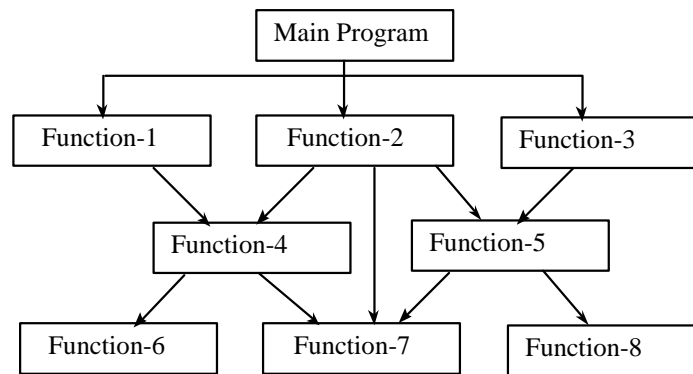 Main Program
Function-1
Function-2
Function-3
Function-4
Function-5
Function-6
Function-7
Function-8